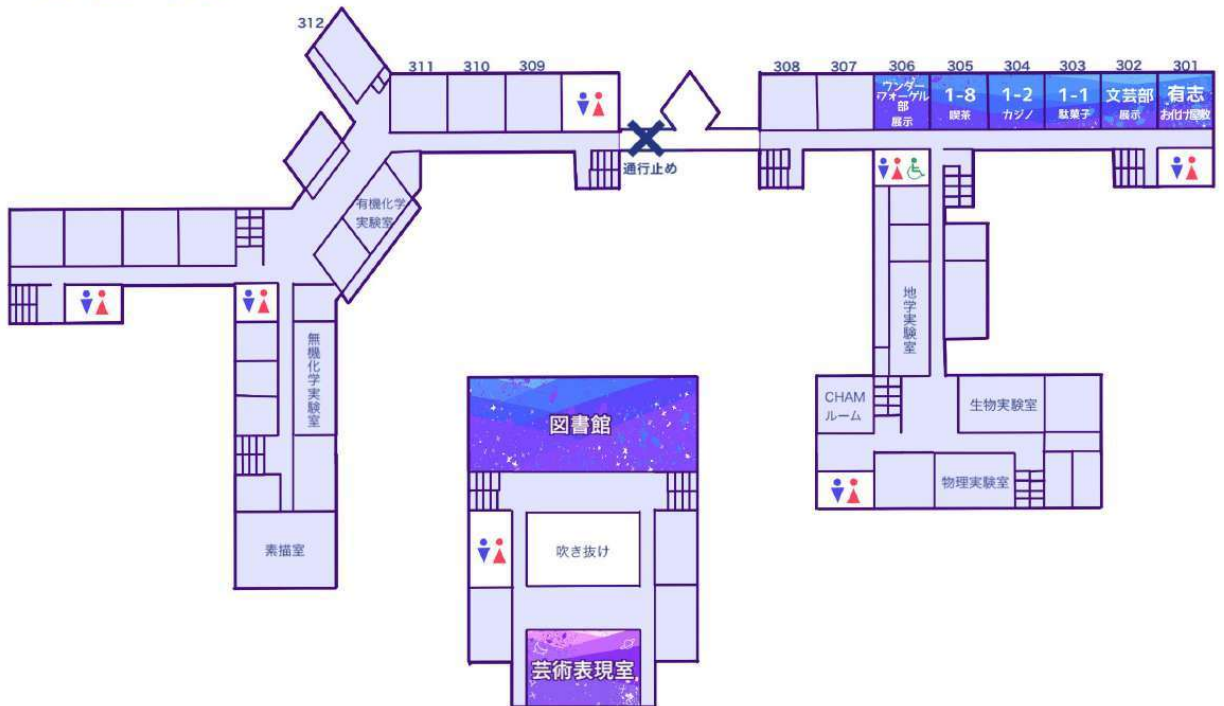 312
311
310
309
308
307
306
305
304
303
302
301
ウンダー
フォーゲル
部
展示
1-8
喫茶
1-2
カジノ
1-1
駄菓子
文芸部
展示
有志
お化け屋敷
通行止め
有機化学
実験室
無機化学実験室
地学実験室
図書館
CHAM
ルーム
生物実験室
物理実験室
素描室
吹き抜け
芸術表現室